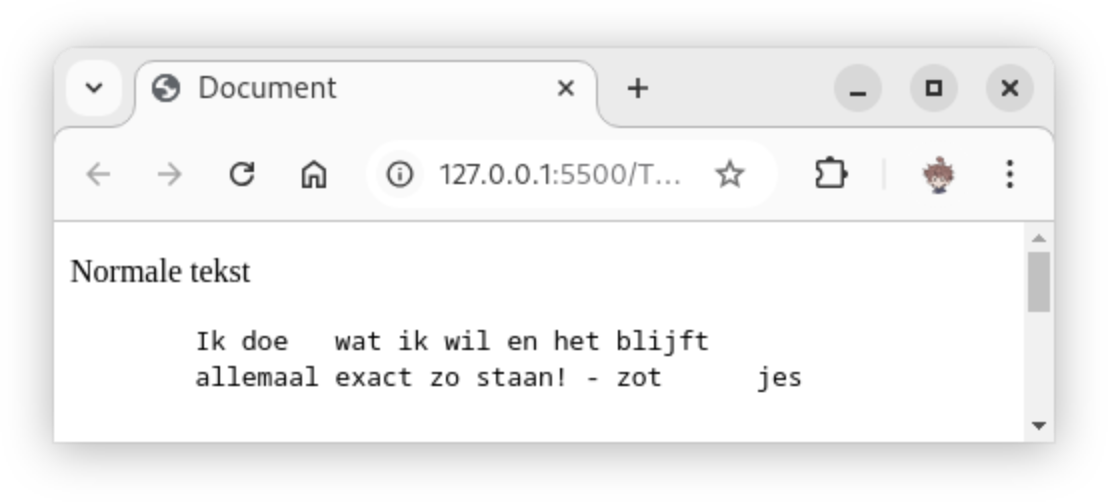 Document
127.0.0.1:5500/T...
Normale tekst
        Ik doe   wat ik wil en het blijft
        allemaal exact zo staan! - zot      jes